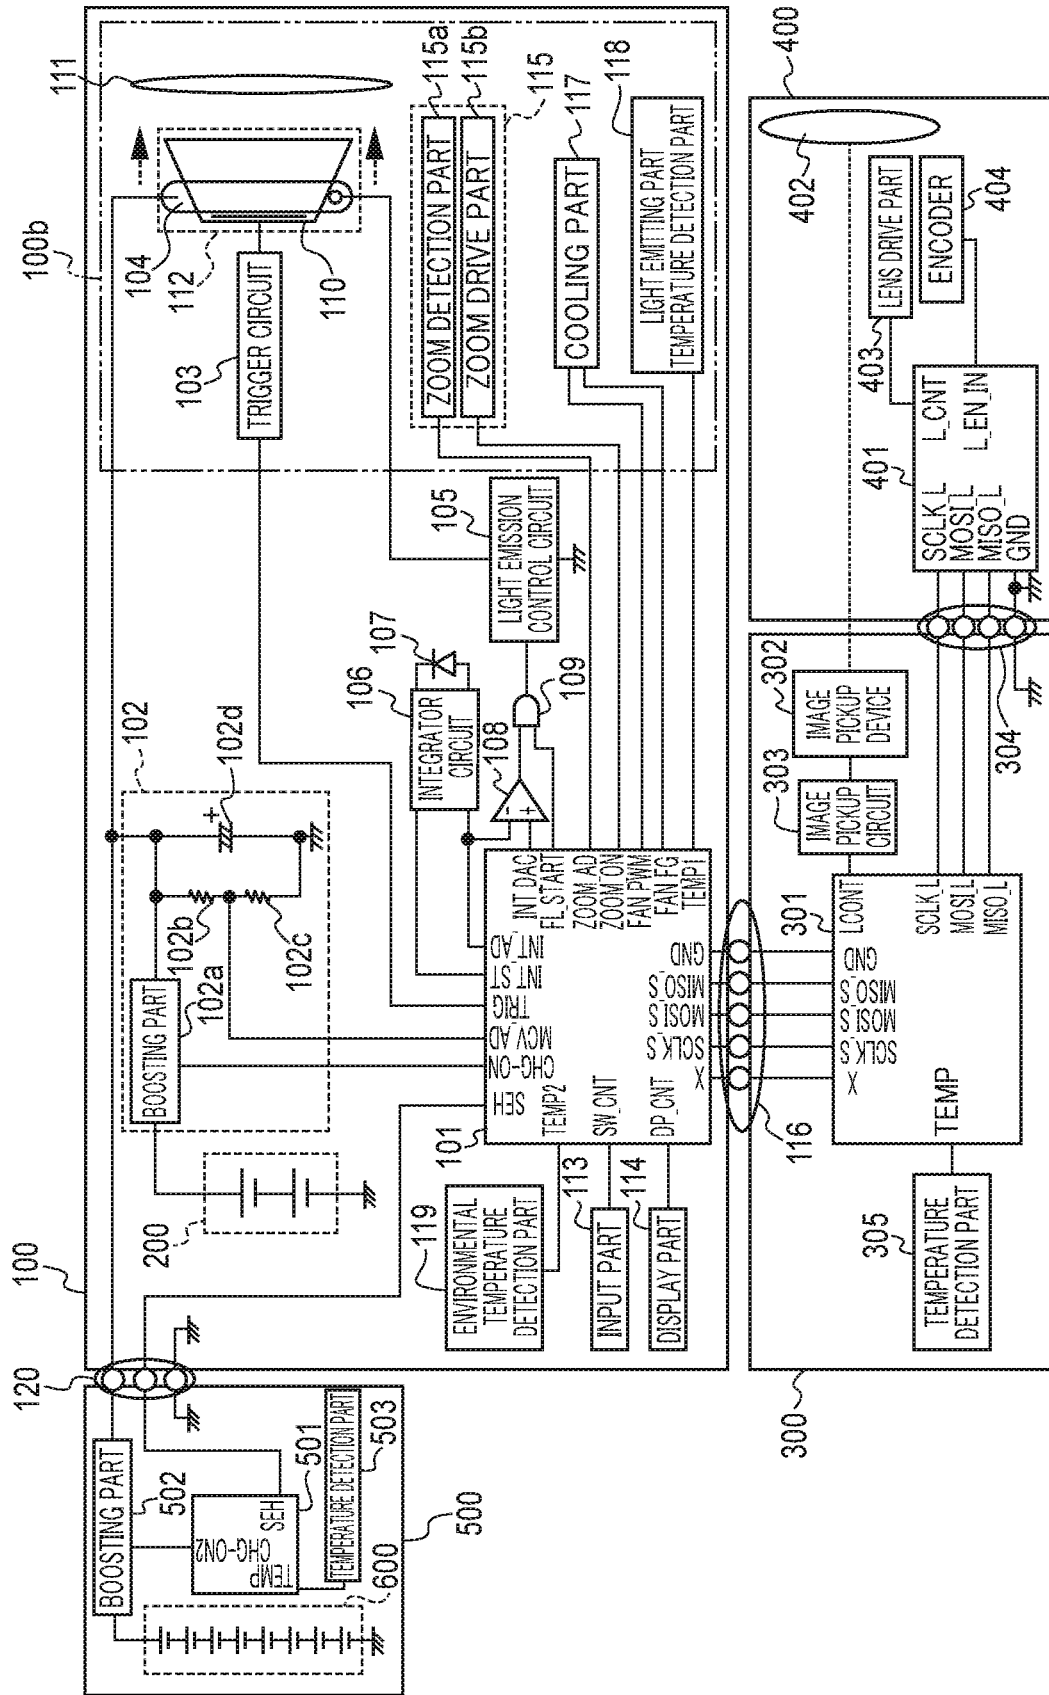 100
120
BOOSTING PART
502
CHG-ON2
SEH
TEMP
501
TEMPERATURE DETECTION PART
503
600
500
200
BOOSTING PART
102a
102b
102c
102
102d
+
TRIGGER CIRCUIT
103
104
112
110
111
100b
ENVIRONMENTAL
TEMPERATURE
DETECTION PART
119
INPUT PART
113
DISPLAY PART
114
101
SEH
CHG-ON
MCV_AD
TRIG
INT_ST
INT_AD
TEMP2
SW_CNT
DP_CNT
INT_DAC
FL_START
ZOOM_AD
ZOOM_ON
FAN_PWM
FAN_FG
TEMP1
X
SCLK_S
MOSI_S
MISO_S
GND
INTEGRATOR
CIRCUIT
106
107
-
+
108
109
LIGHT EMISSION
CONTROL CIRCUIT
105
ZOOM DETECTION PART
115a
ZOOM DRIVE PART
115b
115
COOLING PART
117
LIGHT EMITTING PART
TEMPERATURE DETECTION PART
118
116
300
TEMPERATURE
DETECTION PART
305
301
X
SCLK_S
MOSI_S
MISO_S
GND
TEMP
LCONT
SCLK_L
MOSI_L
MISO_L
IMAGE
PICKUP
CIRCUIT
303
IMAGE
PICKUP
DEVICE
302
304
400
401
SCLK_L
MOSI_L
MISO_L
GND
L_CNT
L_EN_IN
LENS DRIVE PART
403
ENCODER
404
402